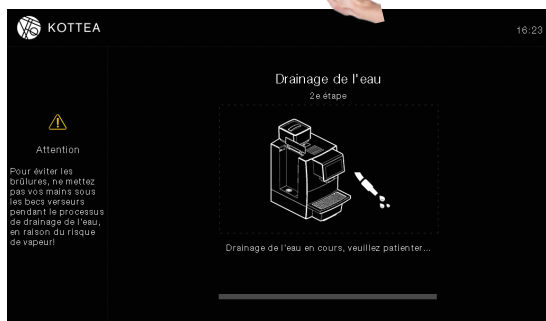 KOTTEA
16:23
Drainage de l'eau
2e étape
Attention
Pour éviter les
brûlures, ne mettez
pas vos mains sous
les becs verseurs
pendant le processus
de drainage de l'eau,
en raison du risque
de vapeur!
Drainage de l'eau en cours, veuillez patienter...